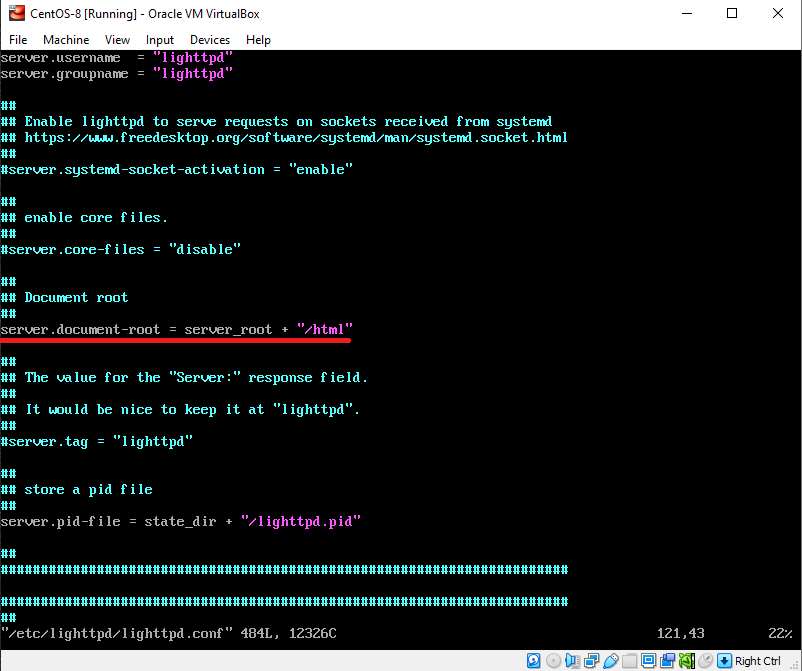 CentOS-8 [Running] - Oracle VM VirtualBox
File Machine View Input Devices Help
server.username  = "lighttpd"
server.groupname = "lighttpd"
##
## Enable lighttpd to serve requests on sockets received from systemd
## https://www.freedesktop.org/software/systemd/man/systemd.socket.html
##
#server.systemd-socket-activation = "enable"
##
## enable core files.
##
#server.core-files = "disable"
##
## Document root
##
server.document-root = server_root + "/html"
##
## The value for the "Server:" response field.
##
## It would be nice to keep it at "lighttpd".
##
#server.tag = "lighttpd"
##
## store a pid file
##
server.pid-file = state_dir + "/lighttpd.pid"
##
#######################################################################
#######################################################################
##
"/etc/lighttpd/lighttpd.conf" 484L, 12326C 121,43 22%
Right Ctrl